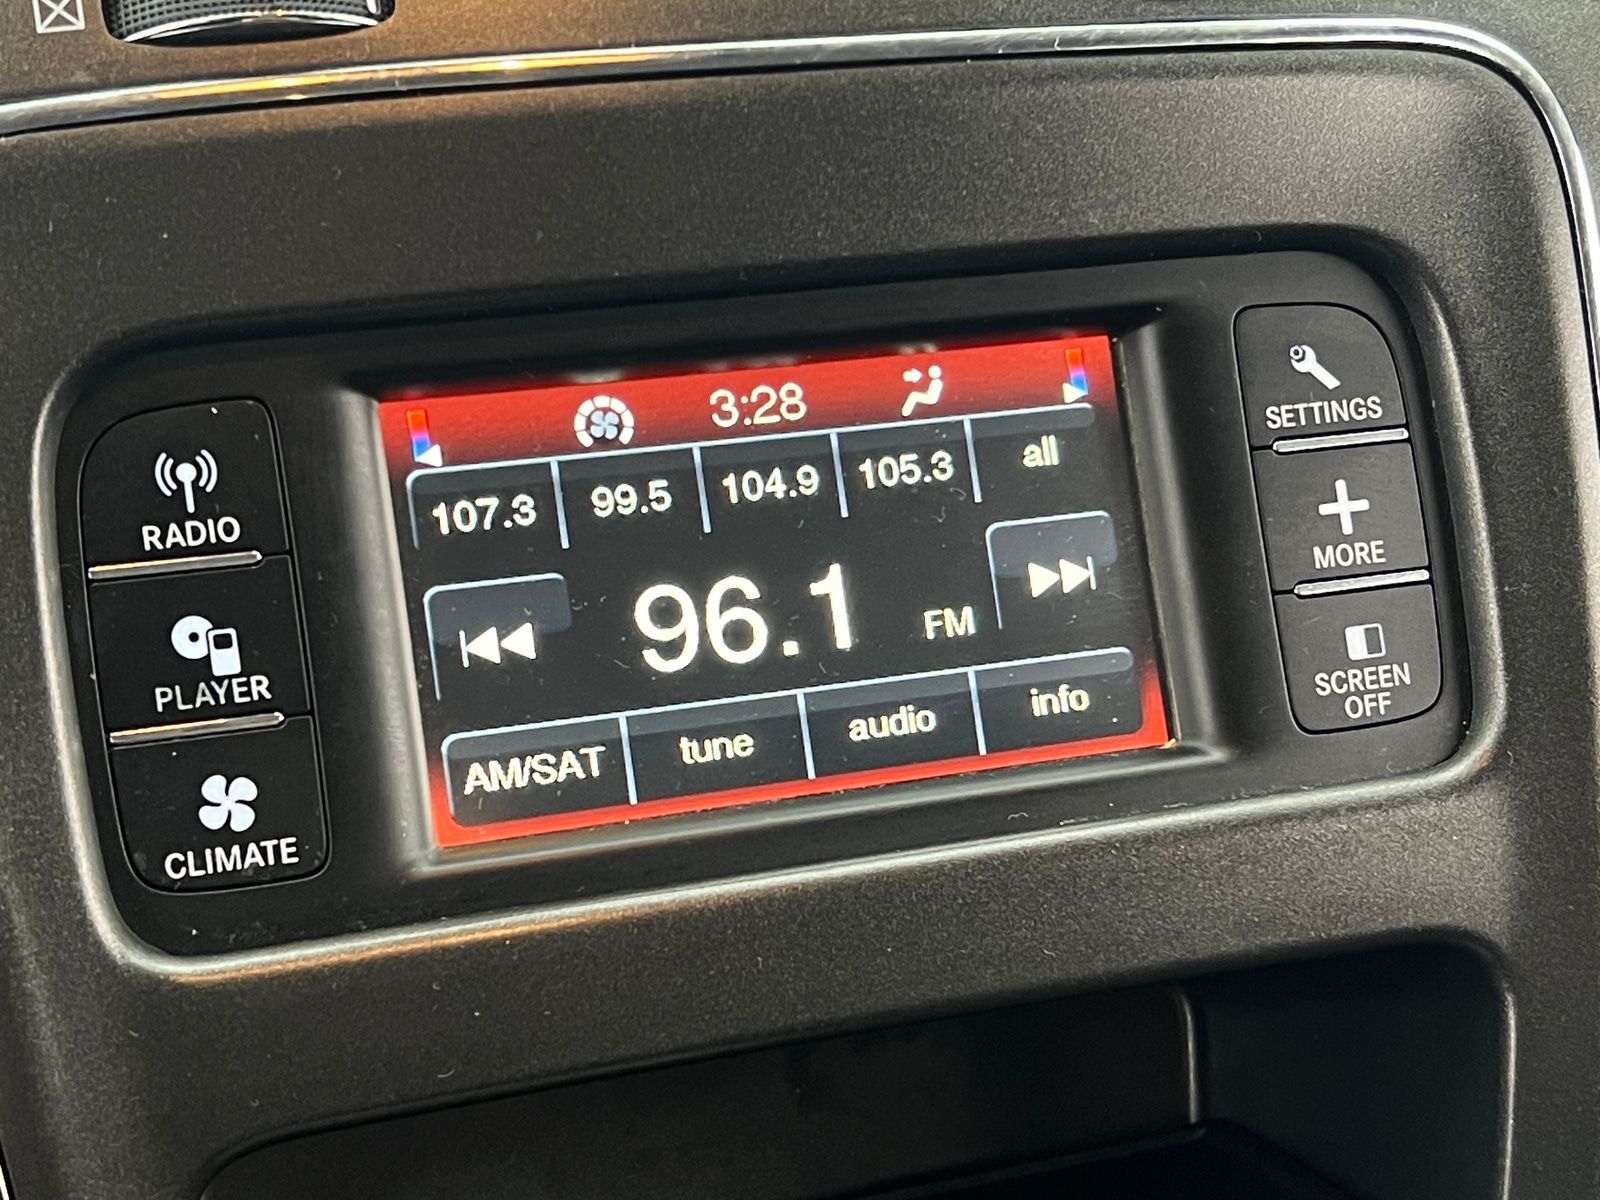 3:28
107.3 99.5 104.9 105.3 all
96.1 FM
AM/SAT tune audio info
RADIO
PLAYER
CLIMATE
SETTINGS
MORE
SCREEN
OFF